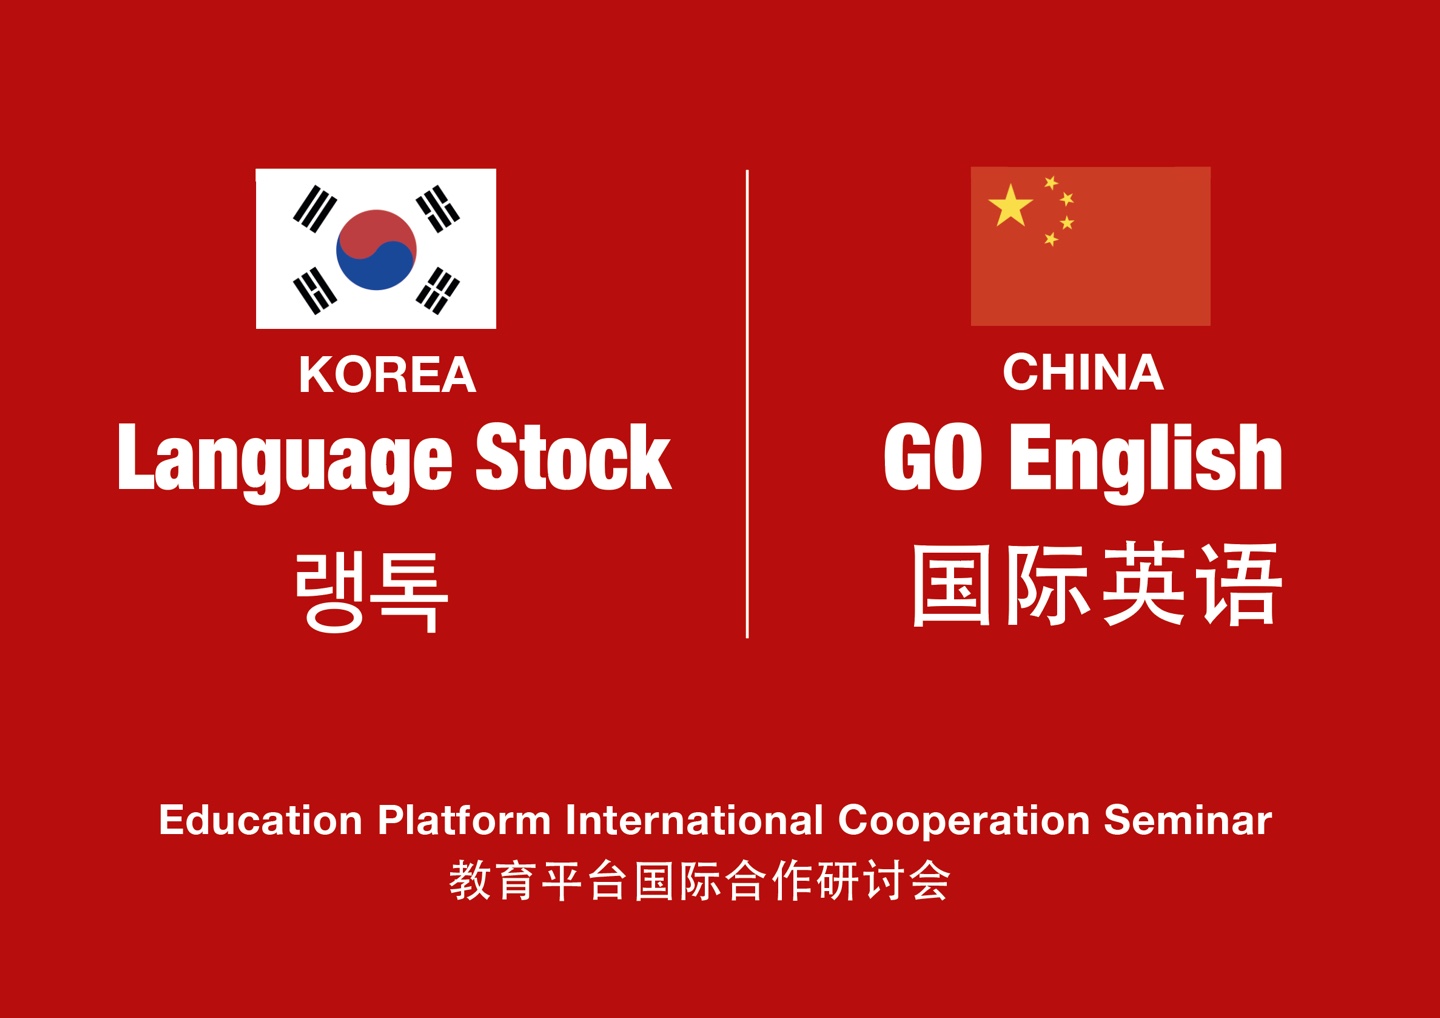 KOREA
Language Stock
랭톡
CHINA
GO English
国际英语
Education Platform International Cooperation Seminar
教育平台国际合作研讨会